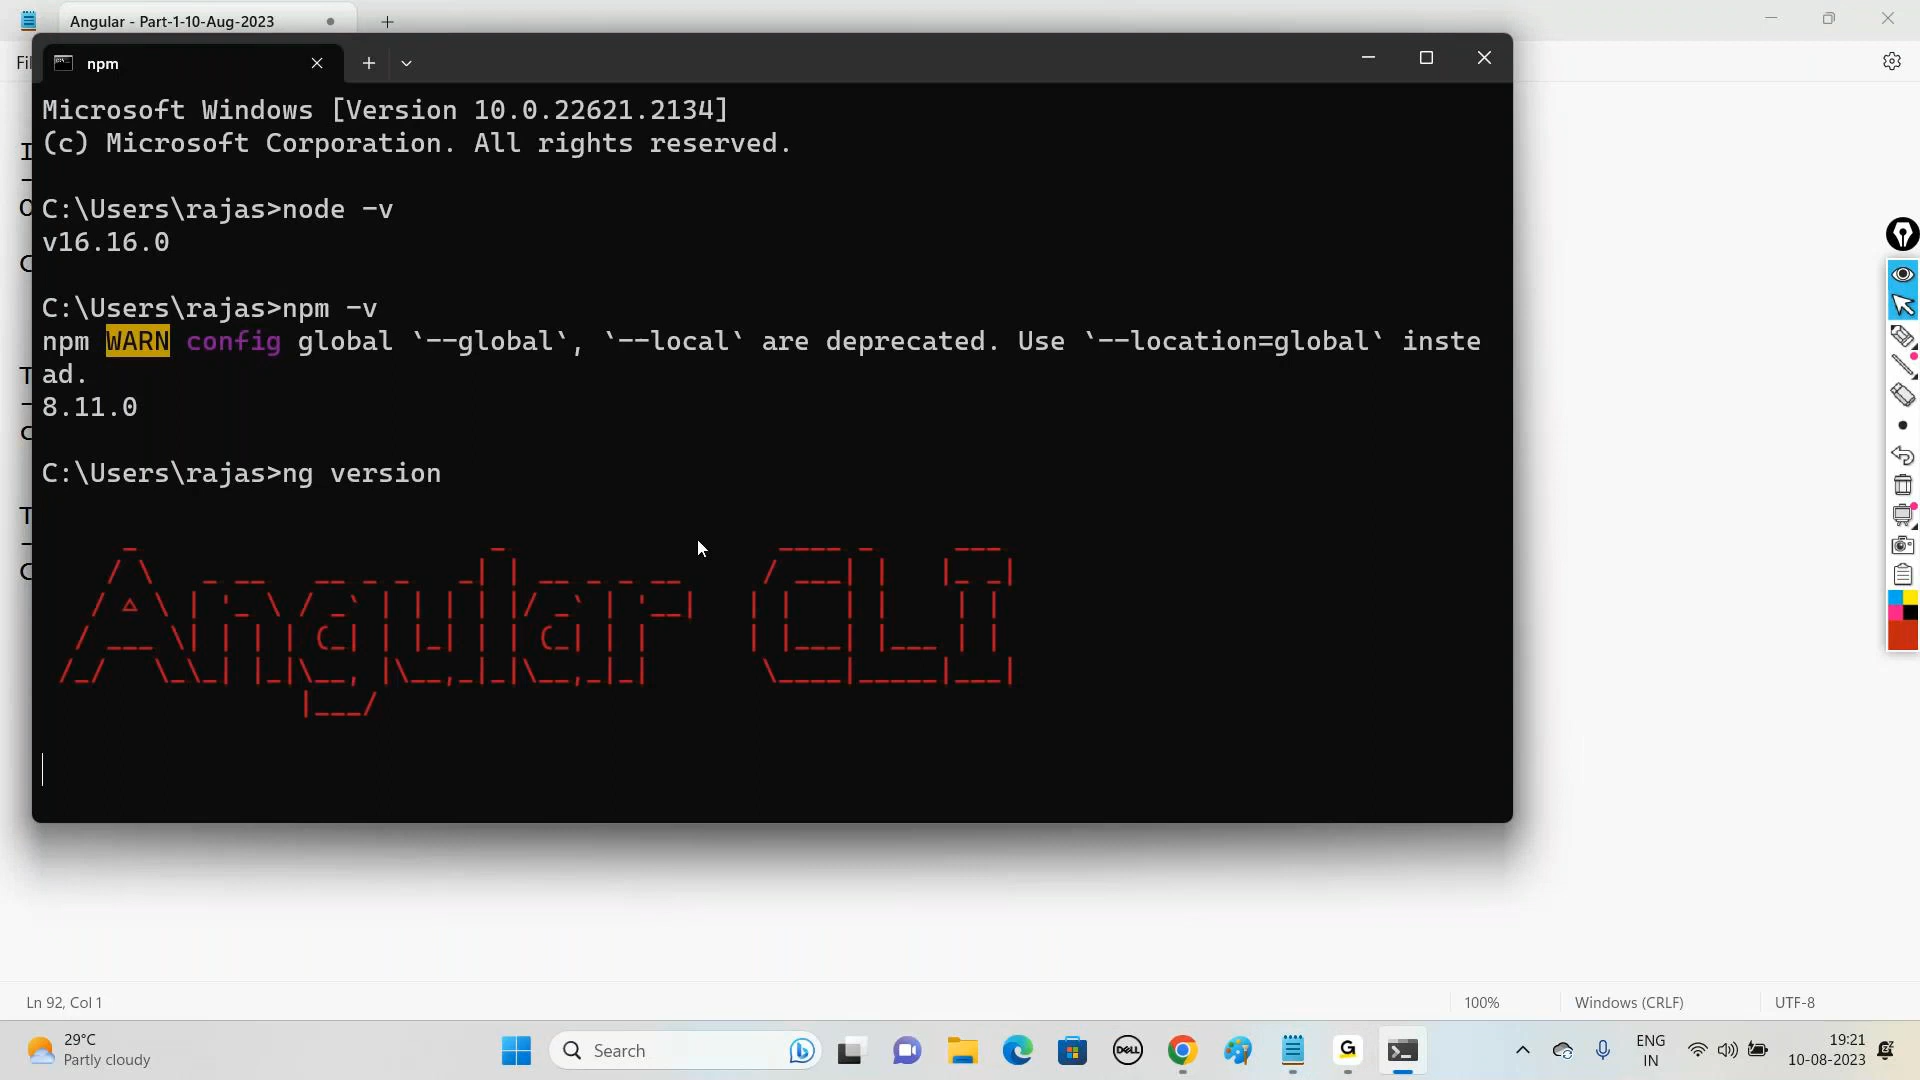 Angular - Part-1-10-Aug-2023
npm
Microsoft Windows [Version 10.0.22621.2134]
(c) Microsoft Corporation. All rights reserved.
C:\Users\rajas>node -v
v16.16.0
C:\Users\rajas>npm -v
npm WARN config global `--global`, `--local` are deprecated. Use `--location=global` inste
ad.
8.11.0
C:\Users\rajas>ng version
Angular CLI
Ln 92, Col 1
100%
Windows (CRLF)
UTF-8
29°C
Partly cloudy
Search
DELL
G
ENG
IN
19:21
10-08-2023